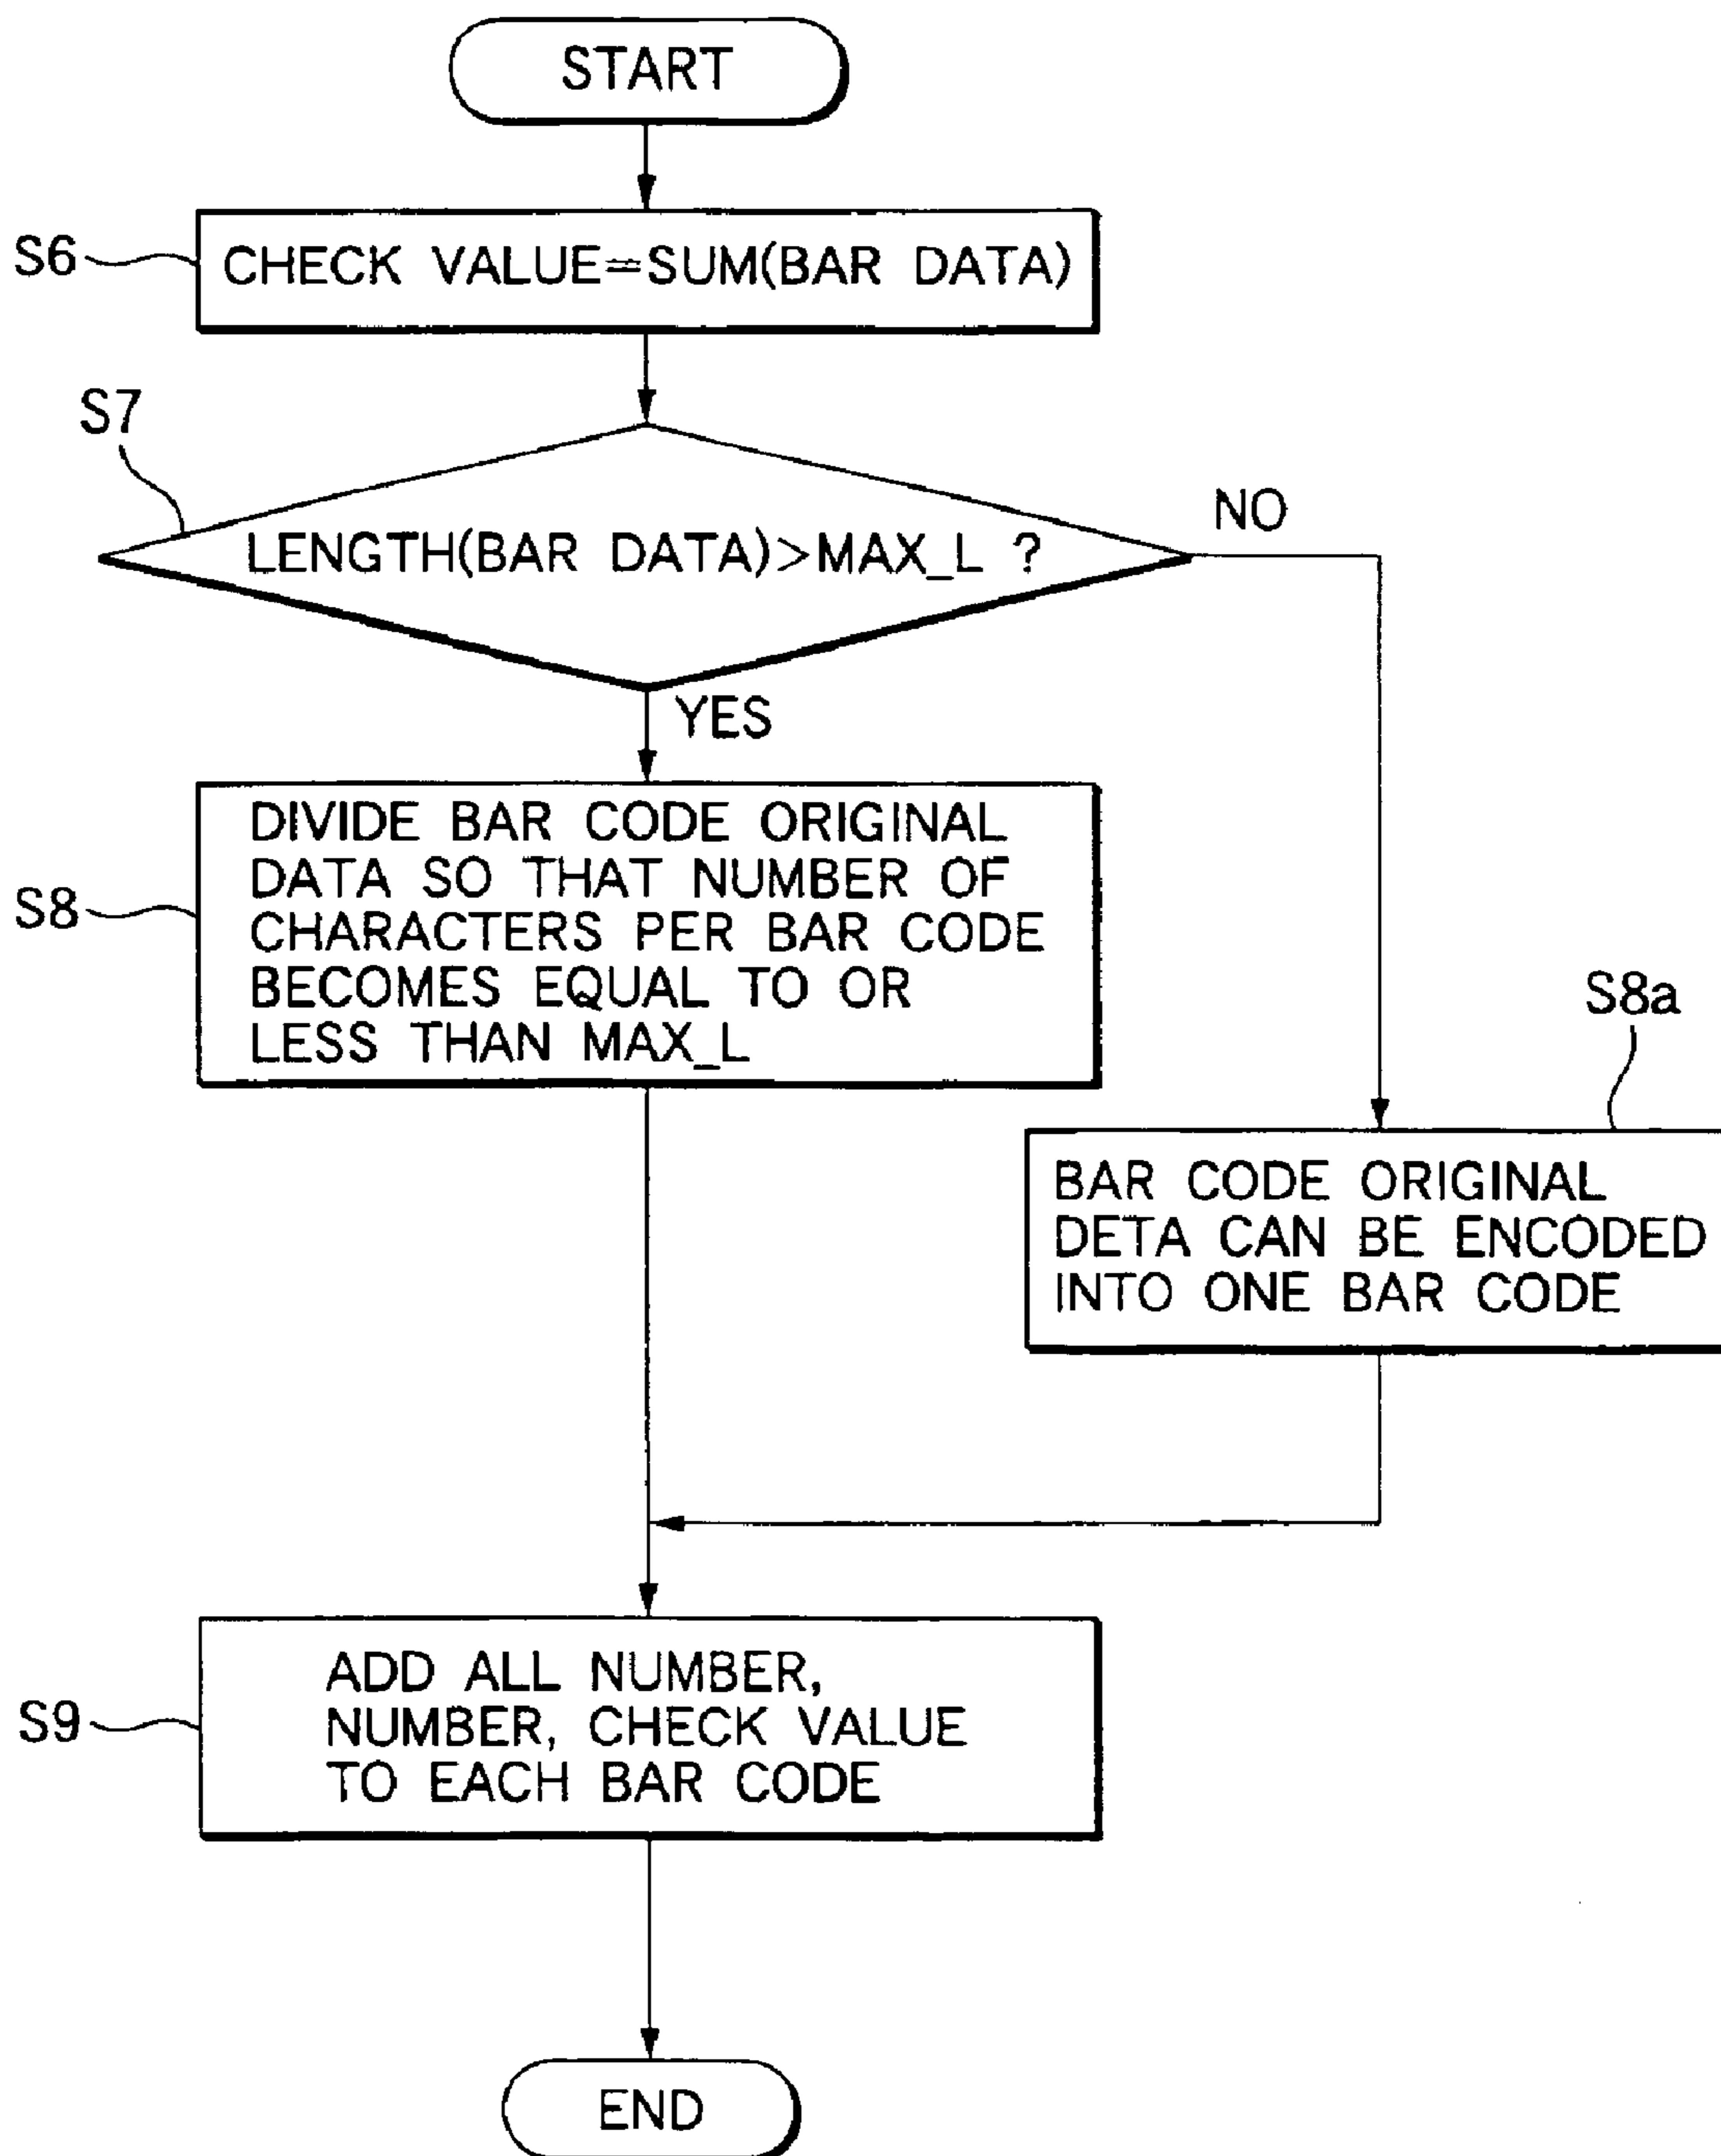 START
S6
CHECK VALUE=SUM(BAR DATA)
S7
LENGTH(BAR DATA)>MAX_L ?
NO
YES
S8
DIVIDE BAR CODE ORIGINAL
DATA SO THAT NUMBER OF
CHARACTERS PER BAR CODE
BECOMES EQUAL TO OR
LESS THAN MAX_L
S8a
BAR CODE ORIGINAL
DETA CAN BE ENCODED
INTO ONE BAR CODE
S9
ADD ALL NUMBER,
NUMBER, CHECK VALUE
TO EACH BAR CODE
END